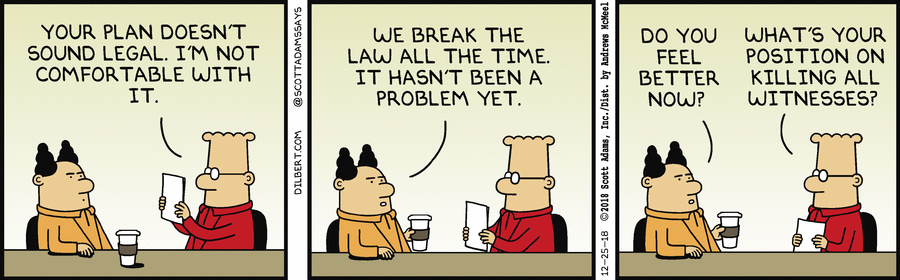 YOUR PLAN DOESN'T
SOUND LEGAL. I'M NOT
COMFORTABLE WITH
IT.
DILBERT.COM @SCOTTADAMSSAYS
WE BREAK THE
LAW ALL THE TIME.
IT HASN'T BEEN A
PROBLEM YET.
12-25-18 ©2018 Scott Adams, Inc./Dist. by Andrews McMeel
DO YOU
FEEL
BETTER
NOW?
WHAT'S YOUR
POSITION ON
KILLING ALL
WITNESSES?